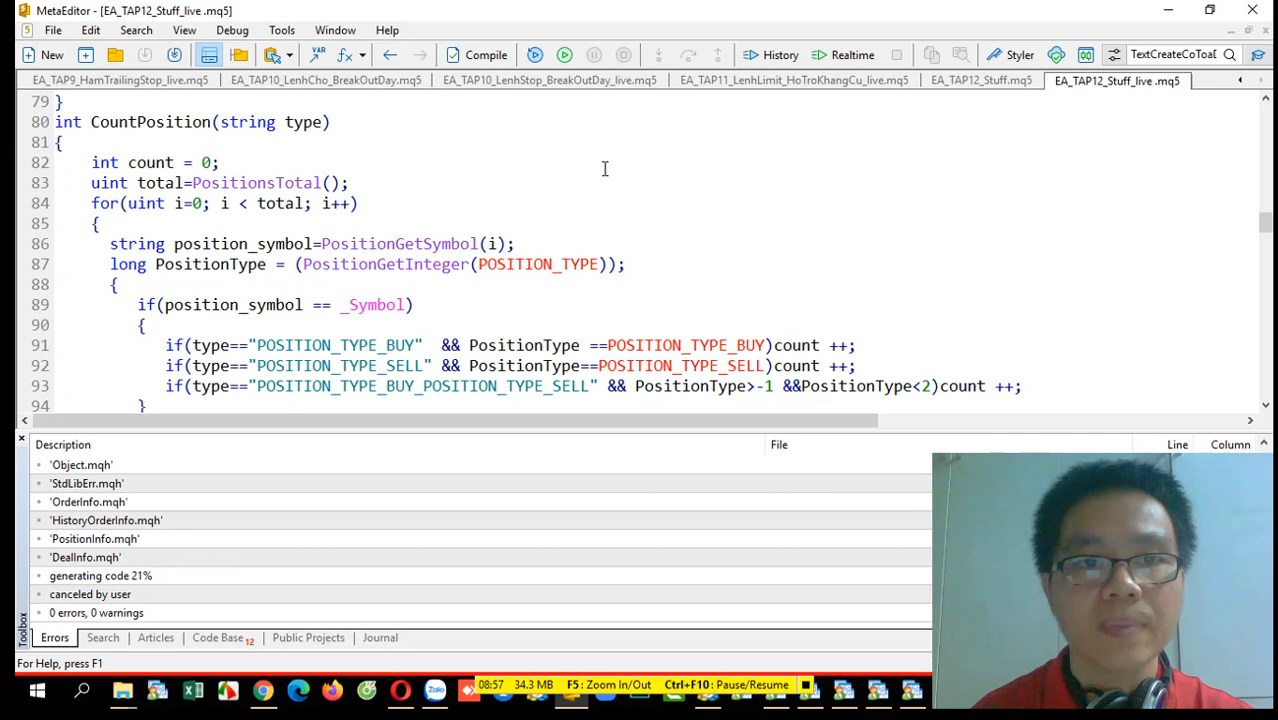 MetaEditor - [EA_TAP12_Stuff_live .mq5]
File Edit Search View Debug Tools Window Help
New Compile History Realtime Styler TextCreateCoToaD
EA_TAP9_HamTrailingStop_live.mq5 EA_TAP10_LenhCho_BreakOutDay.mq5 EA_TAP10_LenhStop_BreakOutDay_live.mq5 EA_TAP11_LenhLimit_HoTroKhangCu_live.mq5 EA_TAP12_Stuff.mq5 EA_TAP12_Stuff_live .mq5
79 }
80 int CountPosition(string type)
81 {
82 int count = 0;
83 uint total=PositionsTotal();
84 for(uint i=0; i < total; i++)
85 {
86 string position_symbol=PositionGetSymbol(i);
87 long PositionType = (PositionGetInteger(POSITION_TYPE));
88 {
89 if(position_symbol == _Symbol)
90 {
91 if(type=="POSITION_TYPE_BUY" && PositionType ==POSITION_TYPE_BUY)count ++;
92 if(type=="POSITION_TYPE_SELL" && PositionType==POSITION_TYPE_SELL)count ++;
93 if(type=="POSITION_TYPE_BUY_POSITION_TYPE_SELL" && PositionType>-1 &&PositionType<2)count ++;
94 }
Description File Line Column
'Object.mqh'
'StdLibErr.mqh'
'OrderInfo.mqh'
'HistoryOrderInfo.mqh'
'PositionInfo.mqh'
'DealInfo.mqh'
generating code 21%
canceled by user
0 errors, 0 warnings
Toolbox
Errors Search Articles Code Base 12 Public Projects Journal
For Help, press F1
08:57 34.3 MB F5: Zoom In/Out Ctrl+F10: Pause/Resume